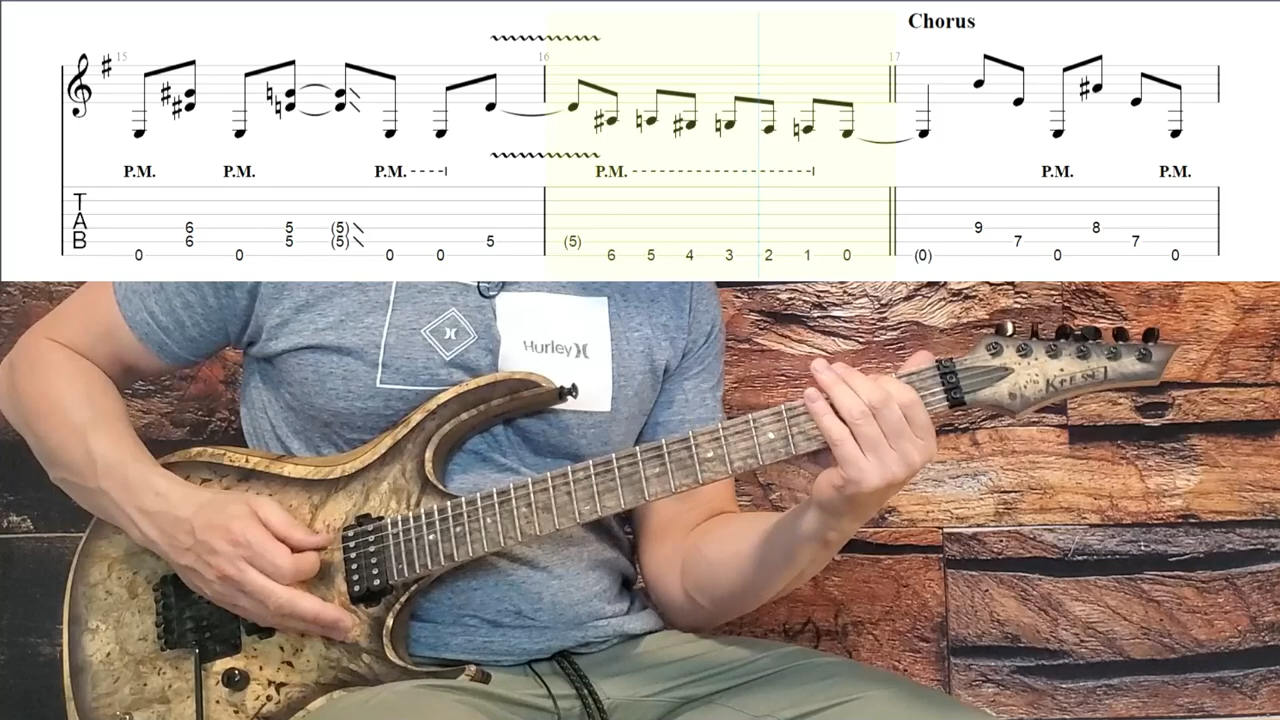 Chorus
15 16 17
P.M. P.M. P.M. P.M. P.M. P.M.
T
A
B
6 5 (5) 9 8
6 5 (5) 5 (5) 7 7
0 0 0 0 6 5 4 3 2 1 0 (0) 0 0
Hurley